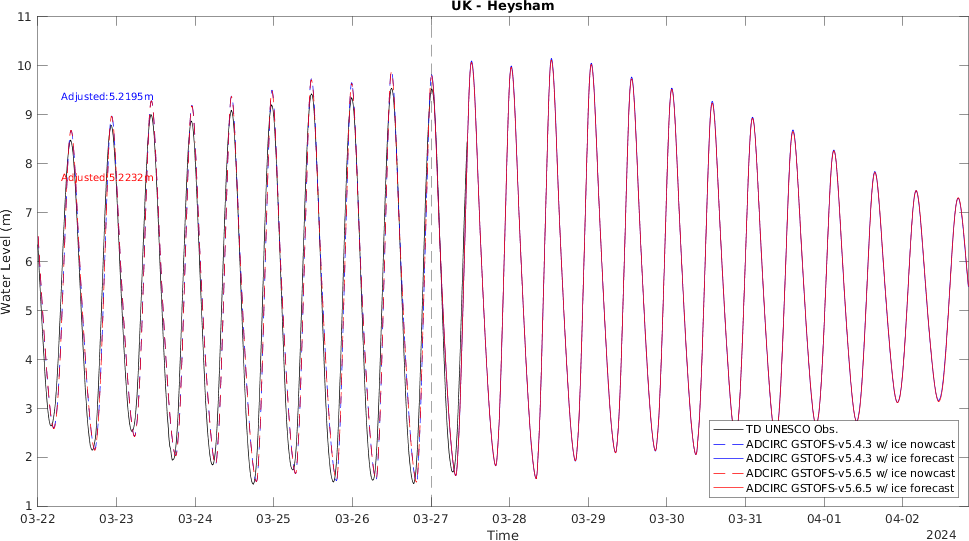 UK - Heysham
11
10
9
8
7
6
5
4
3
2
1
Water Level (m)
Adjusted:5.2195m
Adjusted:5.2232m
TD UNESCO Obs.
ADCIRC GSTOFS-v5.4.3 w/ ice nowcast
ADCIRC GSTOFS-v5.4.3 w/ ice forecast
ADCIRC GSTOFS-v5.6.5 w/ ice nowcast
ADCIRC GSTOFS-v5.6.5 w/ ice forecast
03-22 03-23 03-24 03-25 03-26 03-27 03-28 03-29 03-30 03-31 04-01 04-02
Time
2024